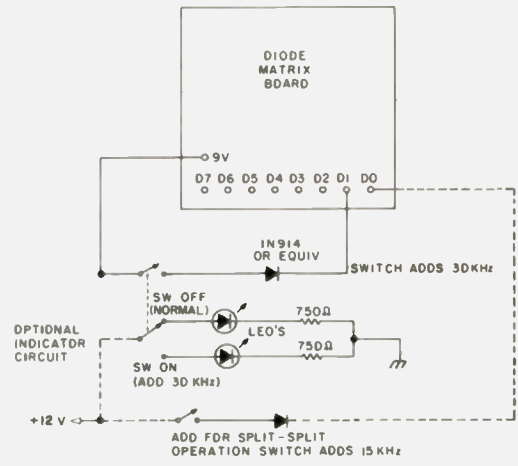 DIODE
MATRIX
BOARD
9V
D7 D6 D5 D4 D3 D2 D1 D0
1N914
OR EQUIV
SWITCH ADDS 30KHz
SW OFF
(NORMAL)
750Ω
LED'S
OPTIONAL
INDICATOR
CIRCUIT
750Ω
SW ON
(ADD 30 KHz)
+12 V
ADD FOR SPLIT-SPLIT
OPERATION SWITCH ADDS 15KHz